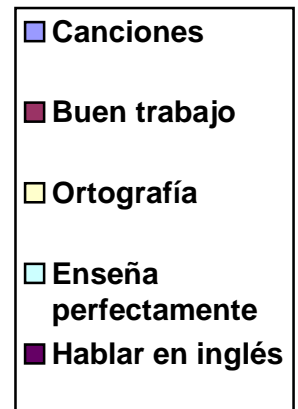 Canciones
Buen trabajo
Ortografía
Enseña
perfectamente
Hablar en inglés